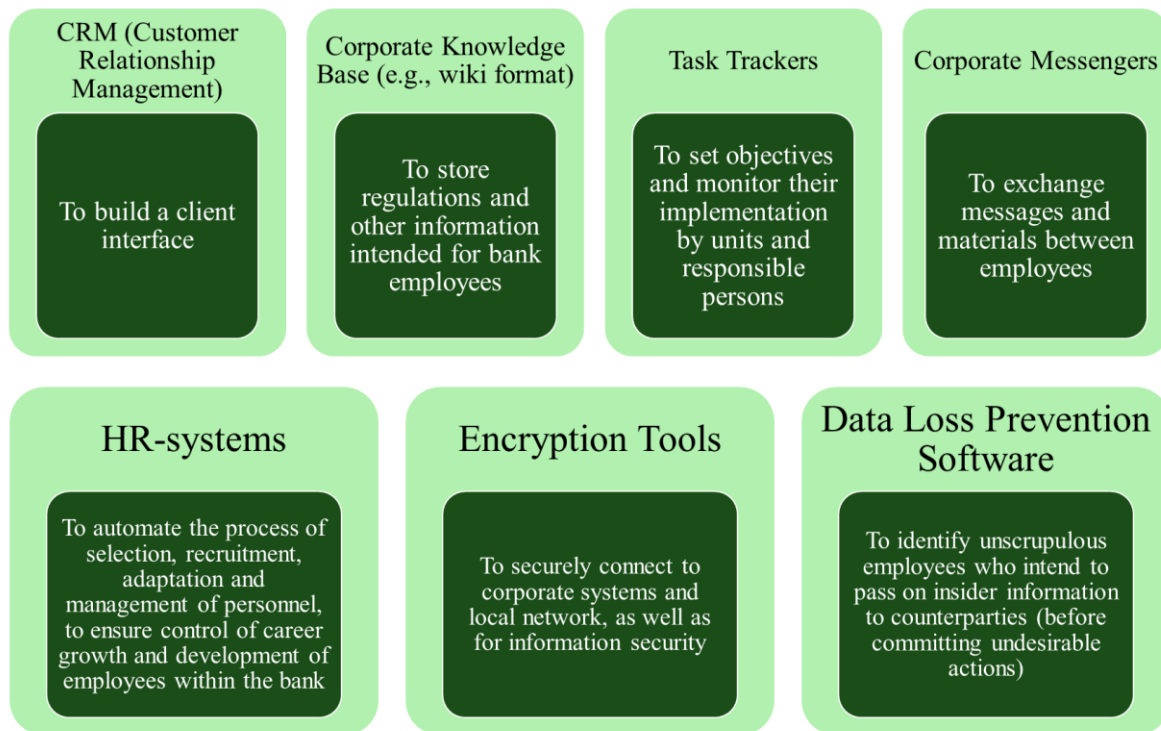 CRM (Customer
Relationship
Management)
To build a client
interface
Corporate Knowledge
Base (e.g., wiki format)
To store
regulations and
other information
intended for bank
employees
Task Trackers
To set objectives
and monitor their
implementation
by units and
responsible
persons
Corporate Messengers
To exchange
messages and
materials between
employees
HR-systems
To automate the process of
selection, recruitment,
adaptation and
management of personnel,
to ensure control of career
growth and development of
employees within the bank
Encryption Tools
To securely connect to
corporate systems and
local network, as well as
for information security
Data Loss Prevention
Software
To identify unscrupulous
employees who intend to
pass on insider information
to counterparties (before
committing undesirable
actions)